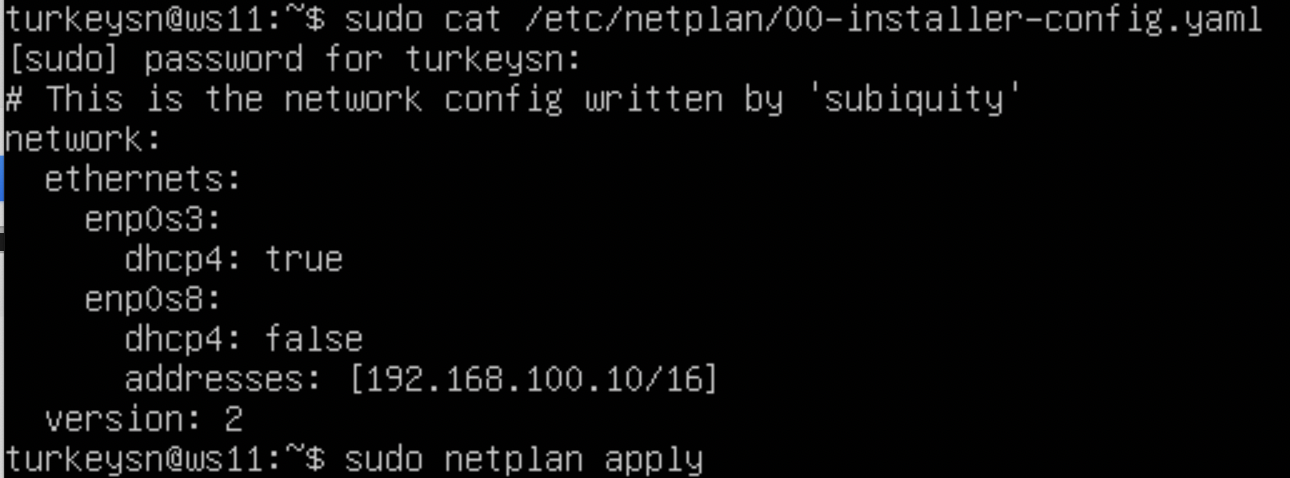 turkeysn@ws11:~$ sudo cat /etc/netplan/00-installer-config.yaml
[sudo] password for turkeysn:
# This is the network config written by 'subiquity'
network:
  ethernets:
    enp0s3:
      dhcp4: true
    enp0s8:
      dhcp4: false
      addresses: [192.168.100.10/16]
  version: 2
turkeysn@ws11:~$ sudo netplan apply